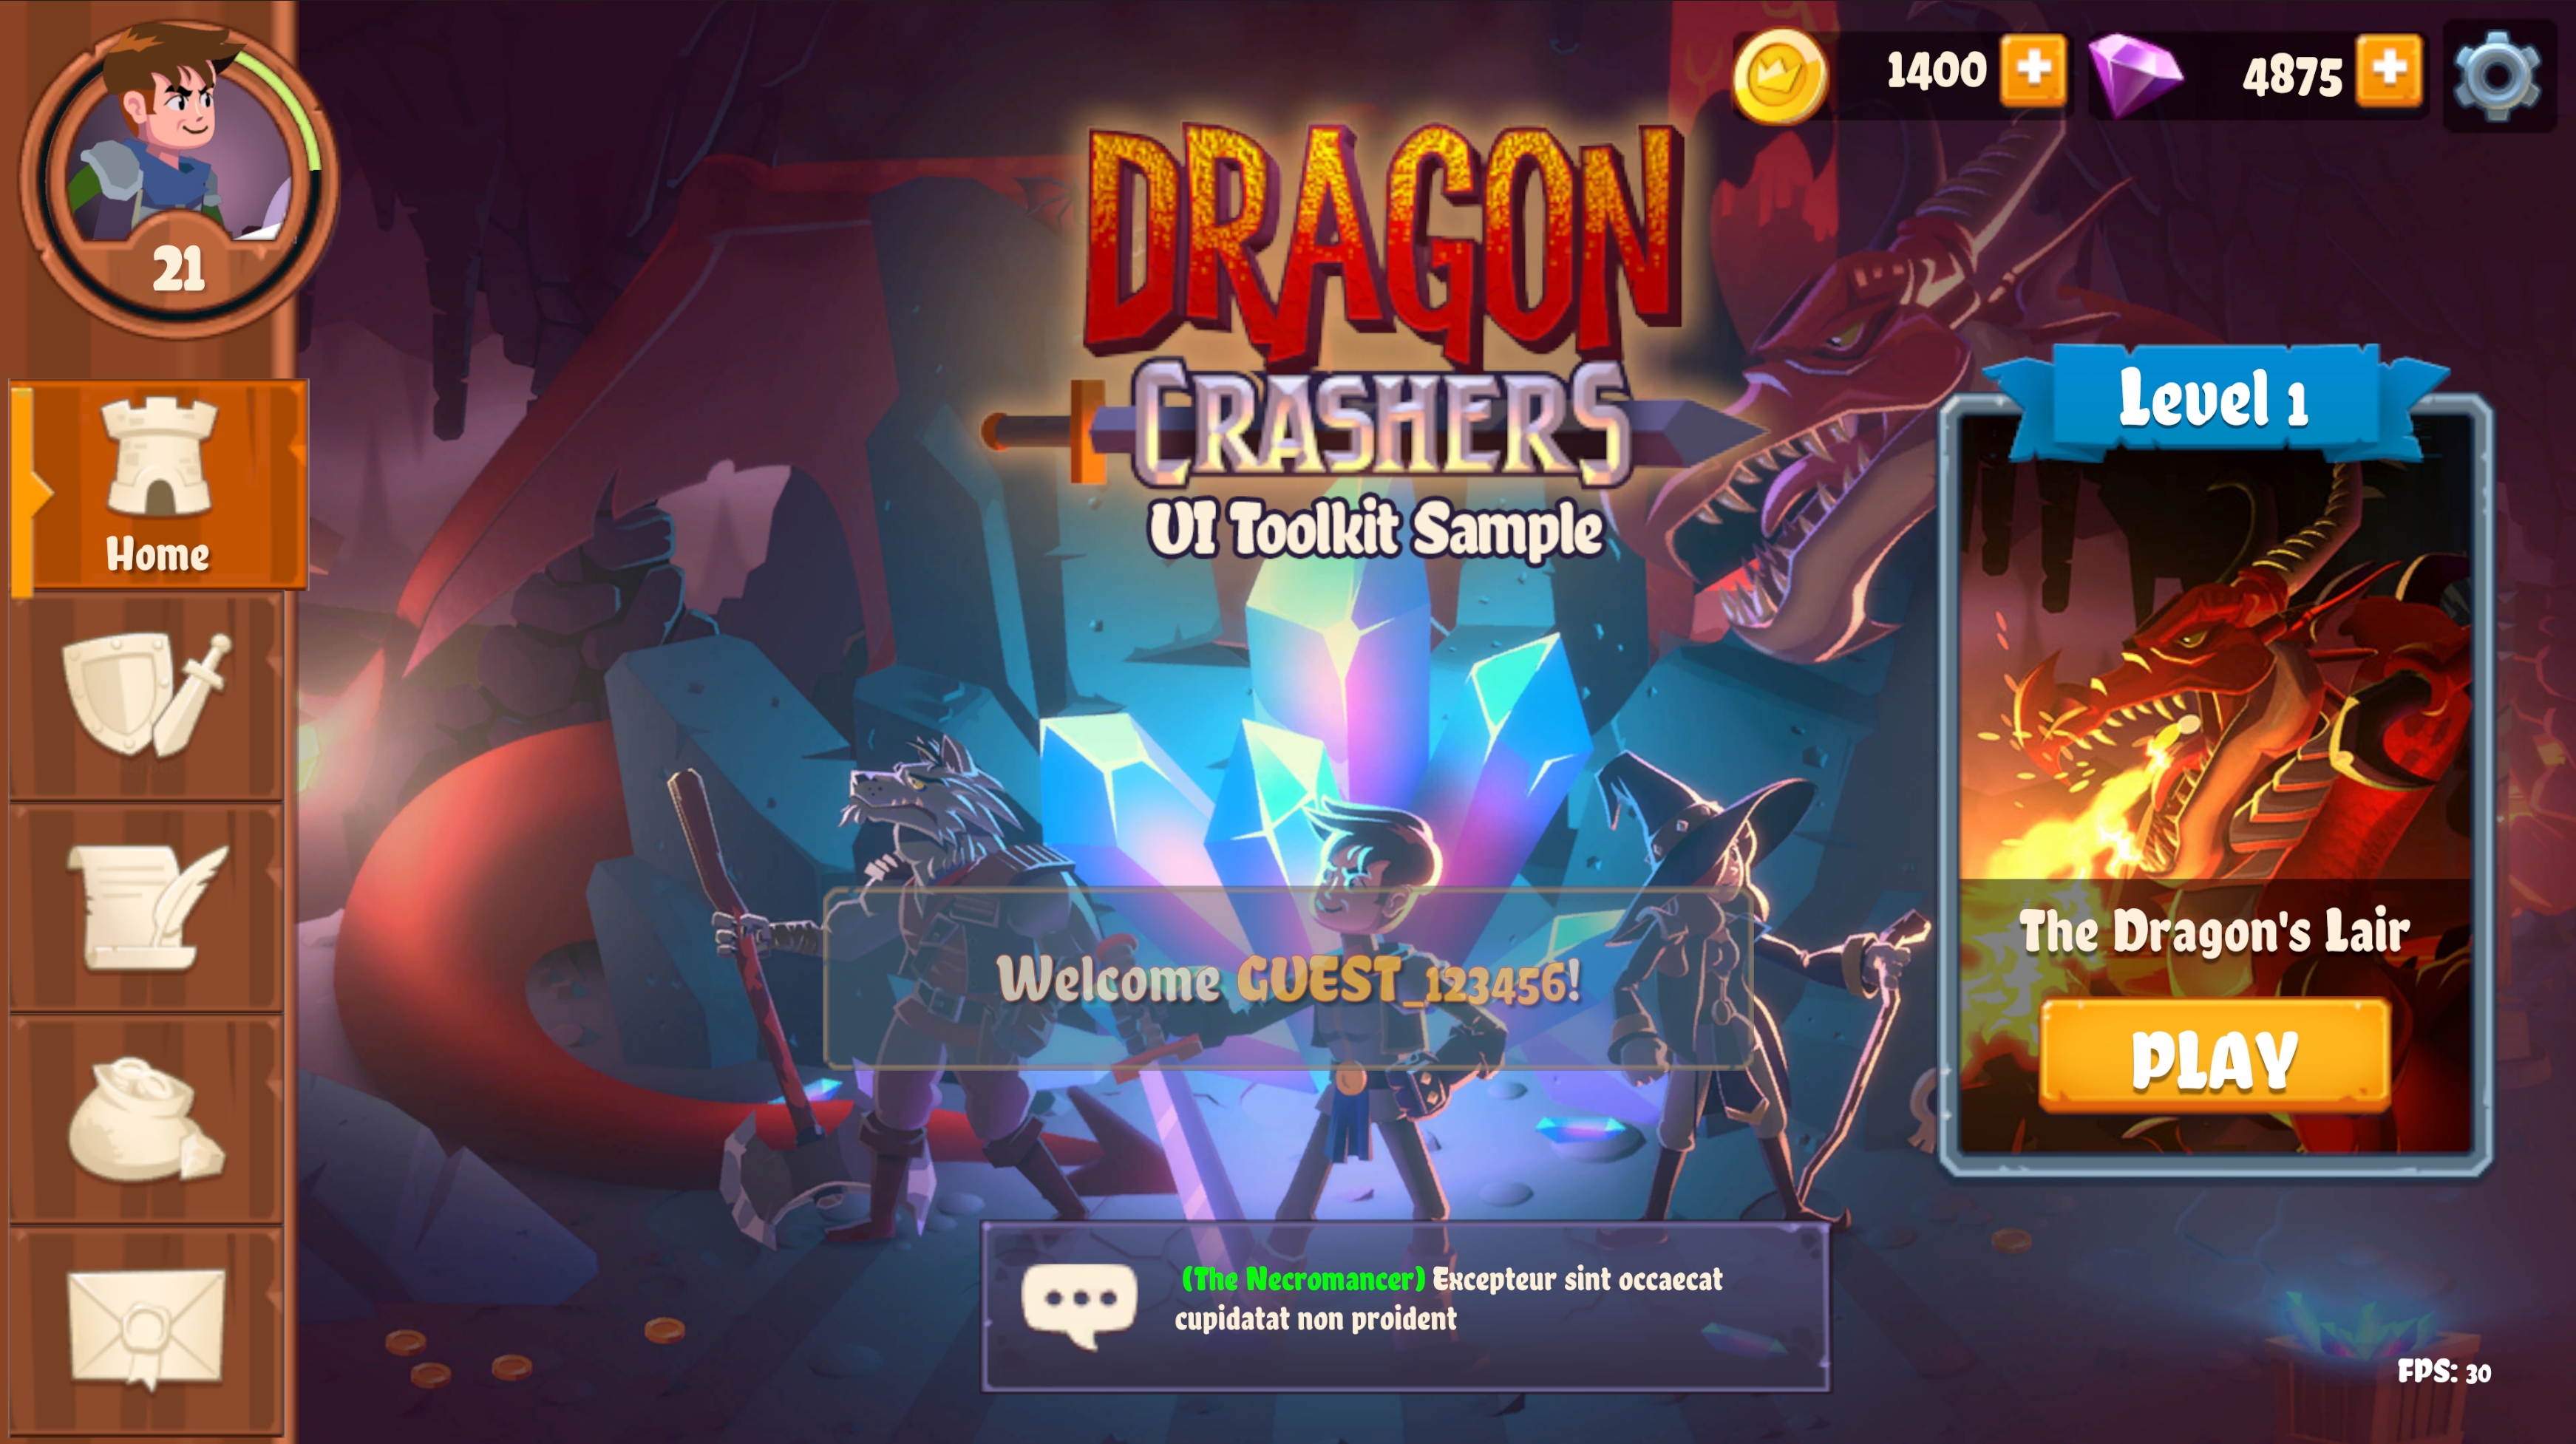 21
1400
4875
DRAGON
CRASHERS
UI Toolkit Sample
Home
Level 1
The Dragon's Lair
PLAY
Welcome GUEST_123456!
(The Necromancer) Excepteur sint occaecat
cupidatat non proident
FPS: 30